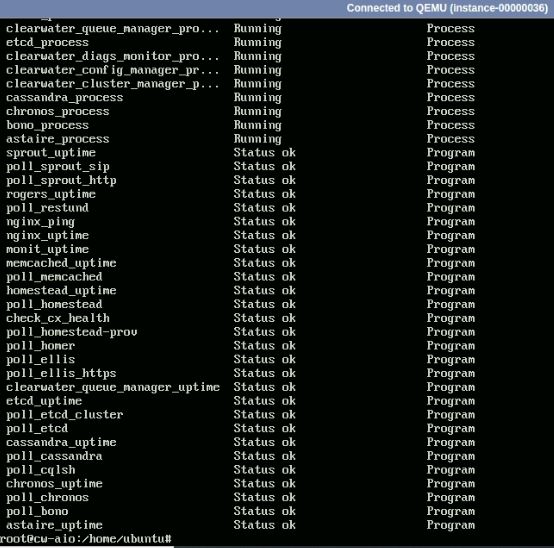 Connected to QEMU (instance-00000036)
clearwater_queue_manager_pro... Running Process
etcd_process Running Process
clearwater_diags_monitor_pro... Running Process
clearwater_config_manager_pr... Running Process
clearwater_cluster_manager_p... Running Process
cassandra_process Running Process
chronos_process Running Process
bono_process Running Process
astaire_process Running Process
sprout_uptime Status ok Program
poll_sprout_sip Status ok Program
poll_sprout_http Status ok Program
rogers_uptime Status ok Program
poll_restund Status ok Program
nginx_ping Status ok Program
nginx_uptime Status ok Program
monit_uptime Status ok Program
memcached_uptime Status ok Program
poll_memcached Status ok Program
homestead_uptime Status ok Program
poll_homestead Status ok Program
check_cx_health Status ok Program
poll_homestead-prov Status ok Program
poll_homer Status ok Program
poll_ellis Status ok Program
poll_ellis_https Status ok Program
clearwater_queue_manager_uptime Status ok Program
etcd_uptime Status ok Program
poll_etcd_cluster Status ok Program
poll_etcd Status ok Program
cassandra_uptime Status ok Program
poll_cassandra Status ok Program
poll_cqlsh Status ok Program
chronos_uptime Status ok Program
poll_chronos Status ok Program
poll_bono Status ok Program
astaire_uptime Status ok Program
root@cw-aio:/home/ubuntu#